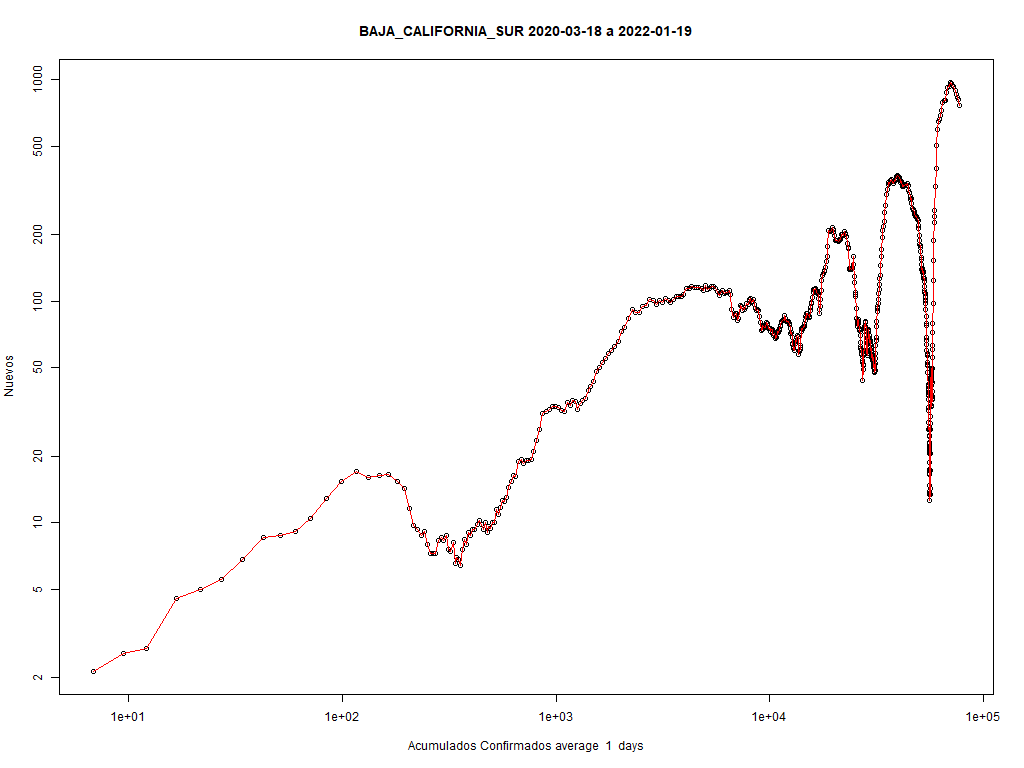 BAJA_CALIFORNIA_SUR 2020-03-18 a 2022-01-19
1000
500
200
100
50
20
10
5
2
Nuevos
1e+01 1e+02 1e+03 1e+04 1e+05
Acumulados Confirmados average 1 days